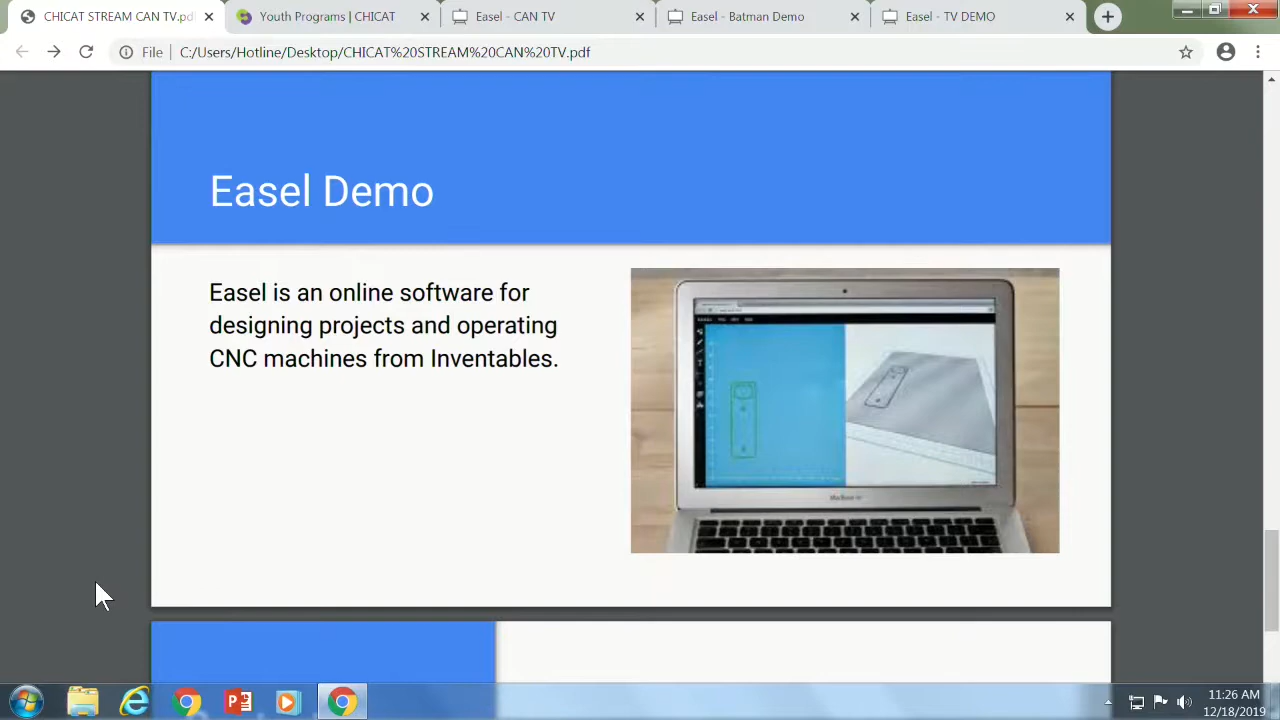 CHICAT STREAM CAN TV.pdf
Youth Programs | CHICAT
Easel
Easel - Batman Demo
Easel - TV DEMO
File
C:/Users/Hotline/Desktop/CHICAT%20STREAM%20CAN%20TV.pdf
Easel Demo
Easel is an online software for
designing projects and operating
CNC machines from Inventables.
MacBook Air
11:26 AM
12/18/2019